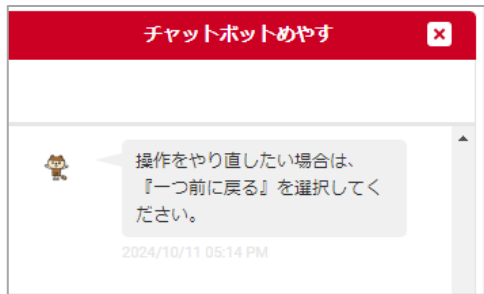 チャットボットめやす
操作をやり直したい場合は、
『一つ前に戻る』を選択してく
ださい。
2024/10/11 05:14 PM